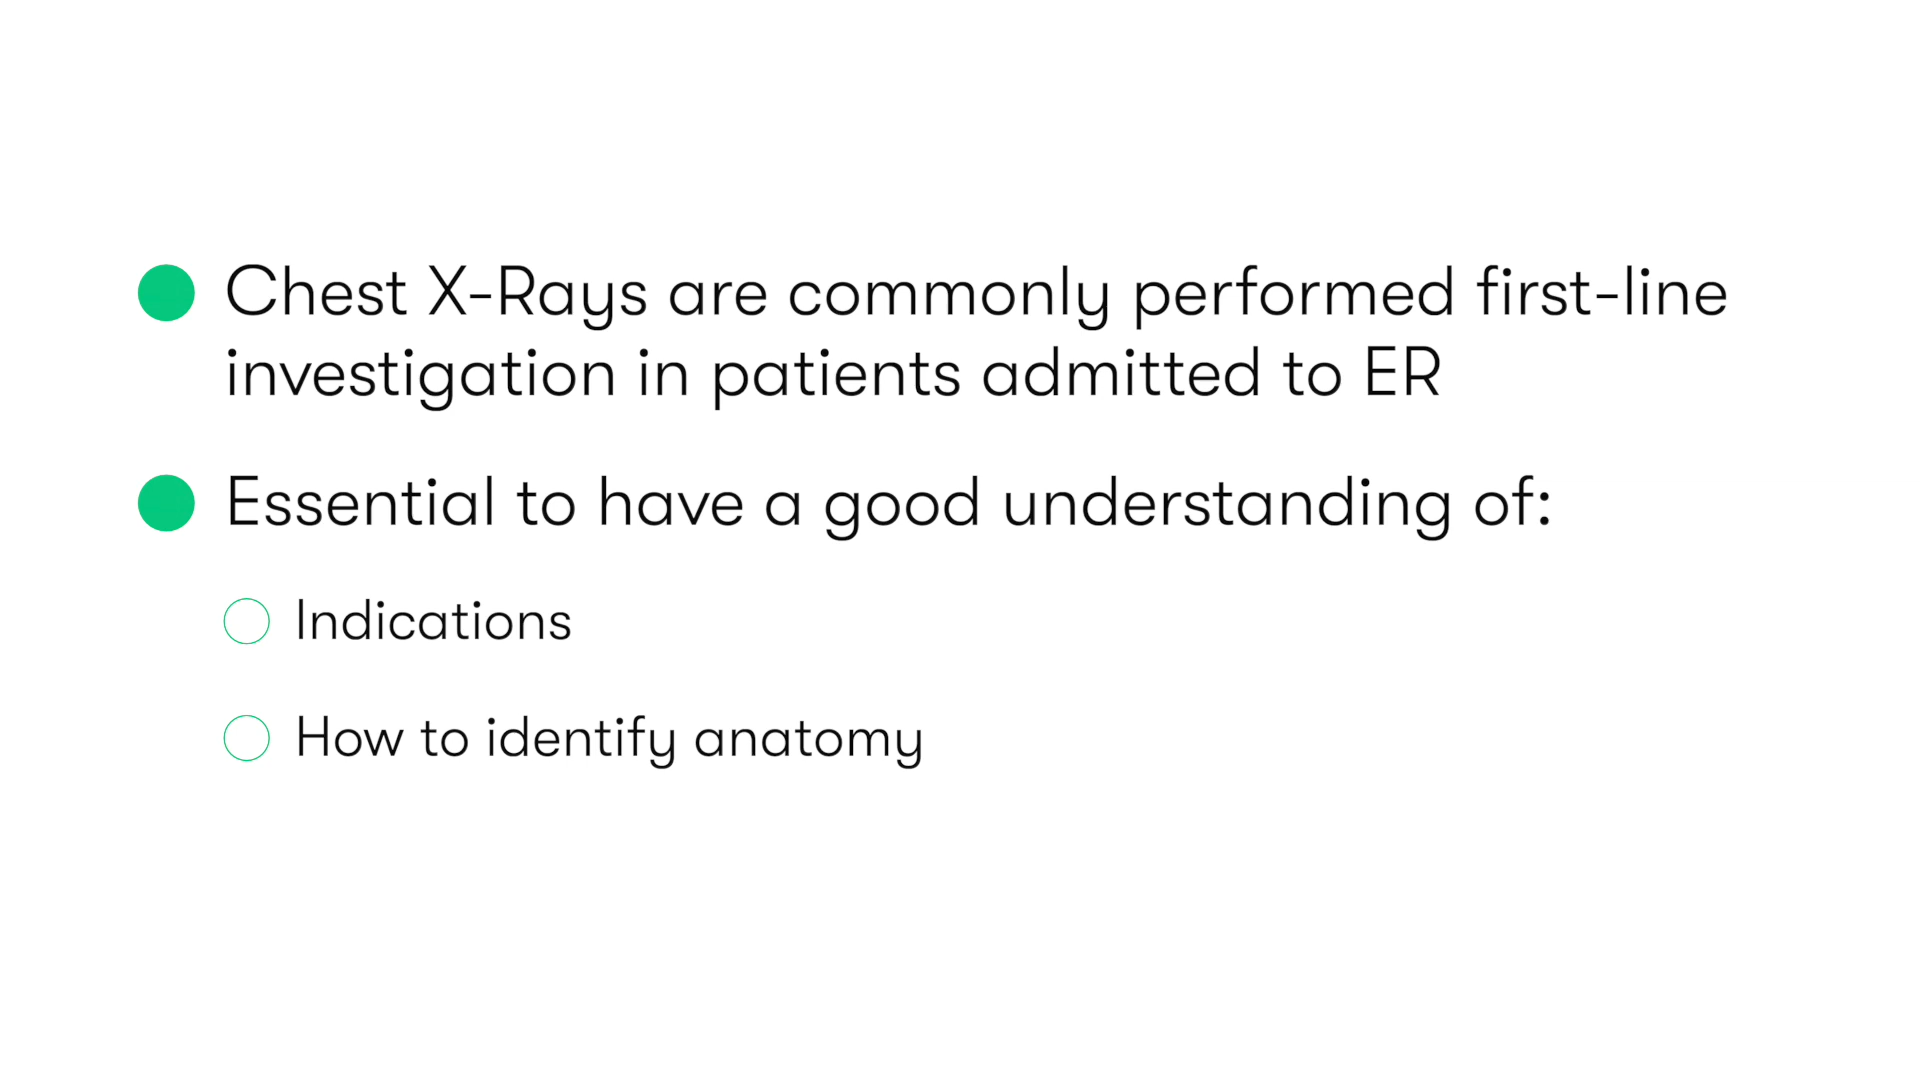 Chest X-Rays are commonly performed first-line
investigation in patients admitted to ER
Essential to have a good understanding of:
Indications
How to identify anatomy